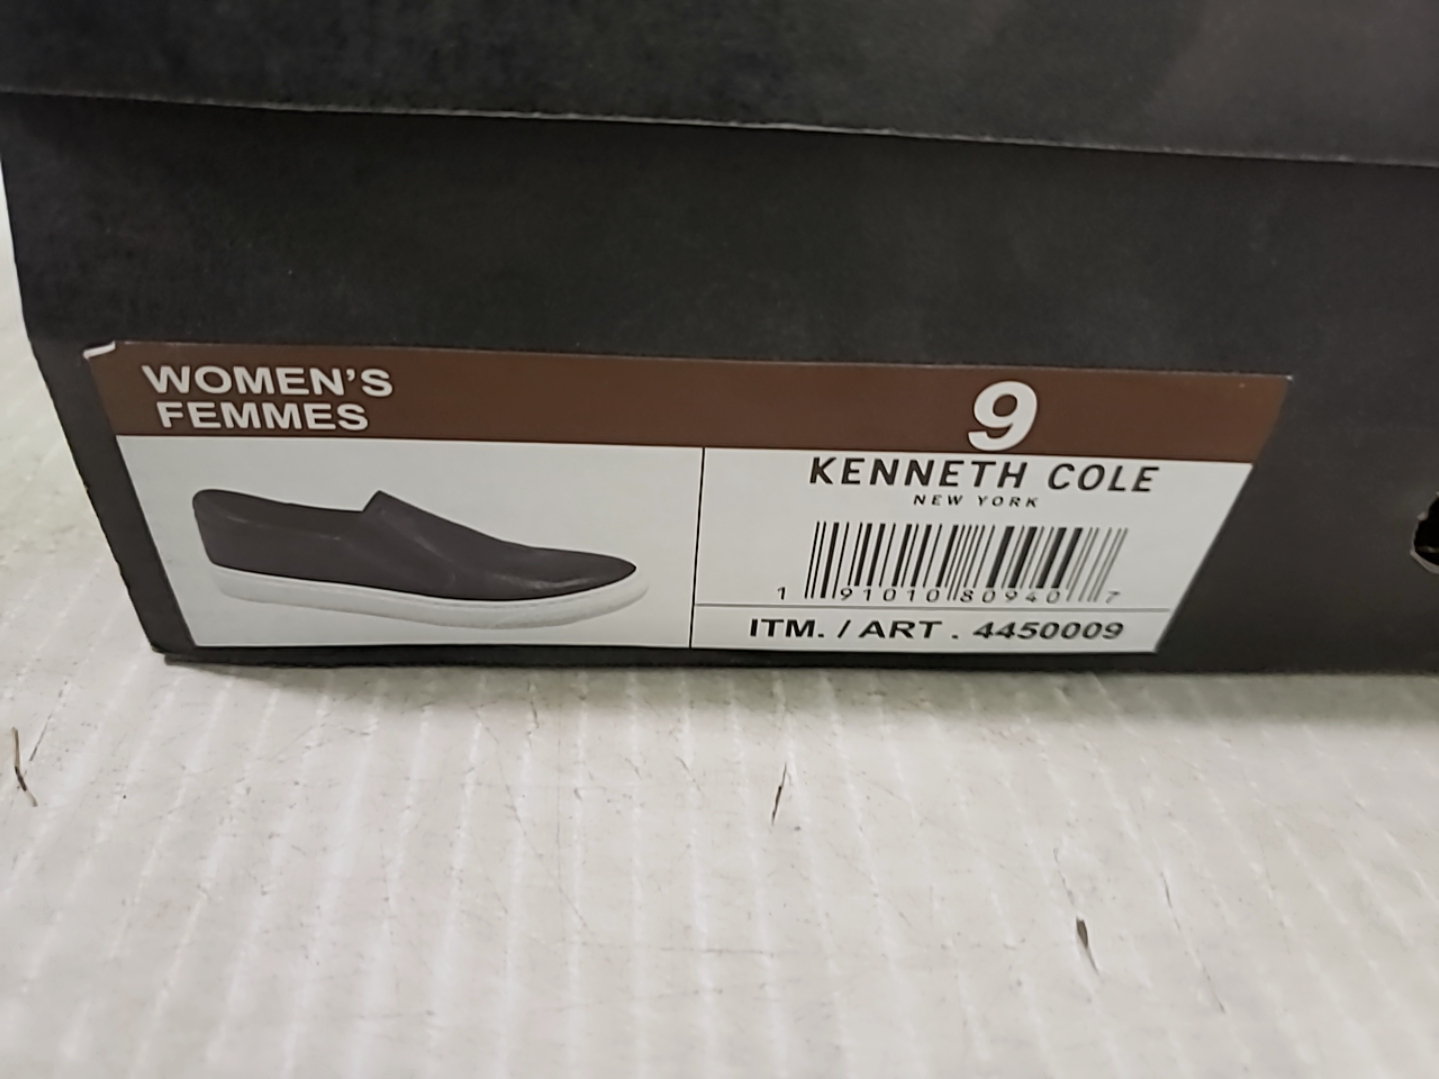 WOMEN'S
FEMMES
9
KENNETH COLE
NEW YORK
1 91010 80940 7
ITM. / ART . 4450009